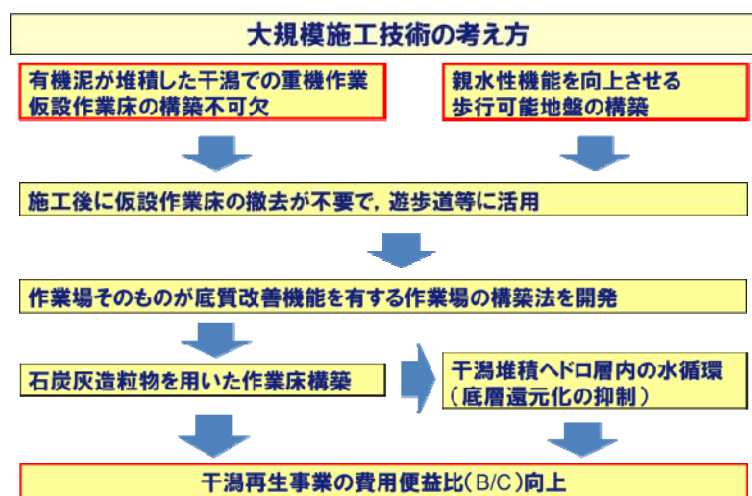 大規模施工技術の考え方
有機泥が堆積した干潟での重機作業
仮設作業床の構築不可欠
親水性機能を向上させる
歩行可能地盤の構築
施工後に仮設作業床の撤去が不要で，遊歩道等に活用
作業場そのものが底質改善機能を有する作業場の構築法を開発
石炭灰造粒物を用いた作業床構築
干潟堆積ヘドロ層内の水循環
（底層還元化の抑制）
干潟再生事業の費用便益比（B/C）向上